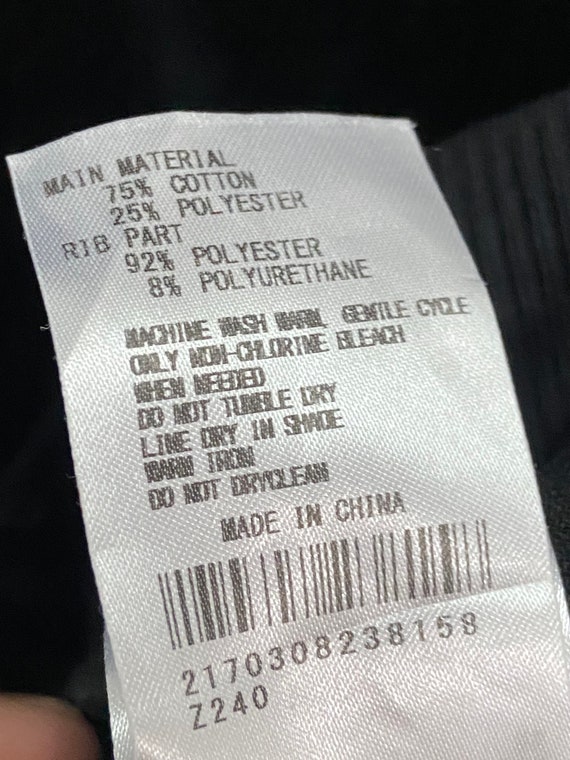 MAIN MATERIAL
75% COTTON
25% POLYESTER
RIB PART
92% POLYESTER
8% POLYURETHANE
MACHINE WASH WARM, GENTLE CYCLE
ONLY NON-CHLORINE BLEACH
WHEN NEEDED
DO NOT TUMBLE DRY
LINE DRY IN SHADE
WARM IRON
DO NOT DRYCLEAN
MADE IN CHINA
2170308238158
Z240